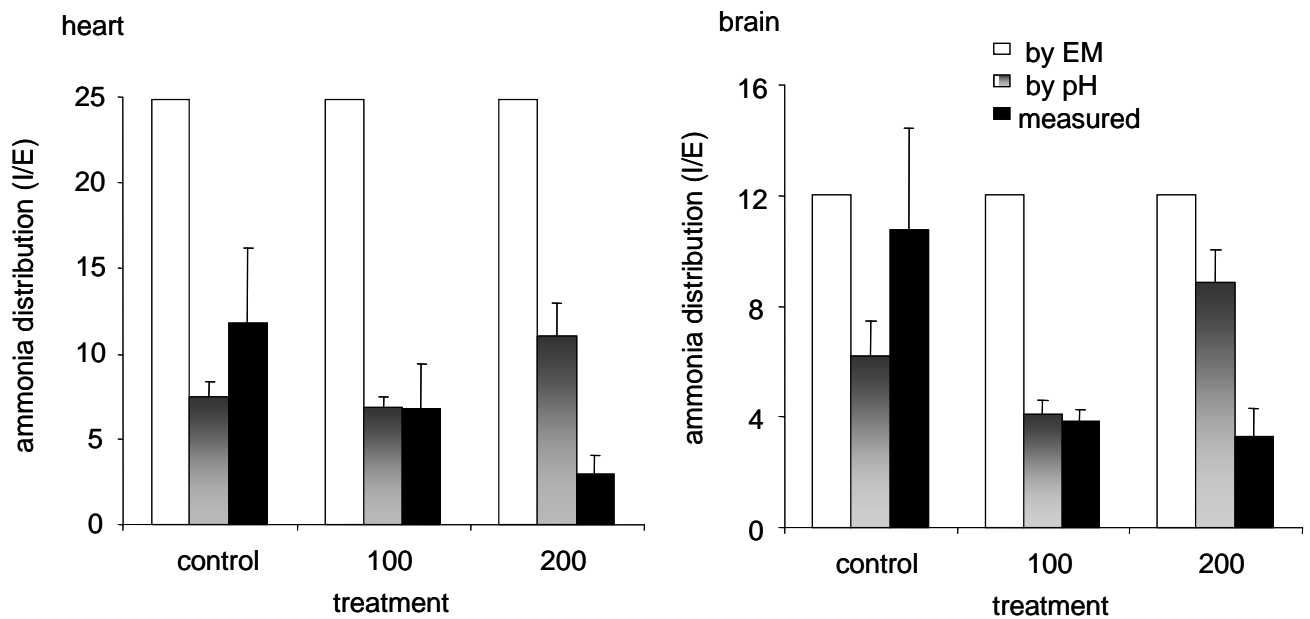 heart
ammonia distribution (I/E)
25
20
15
10
5
0
control 100 200
treatment
brain
by EM
by pH
measured
ammonia distribution (I/E)
16
12
8
4
0
control 100 200
treatment